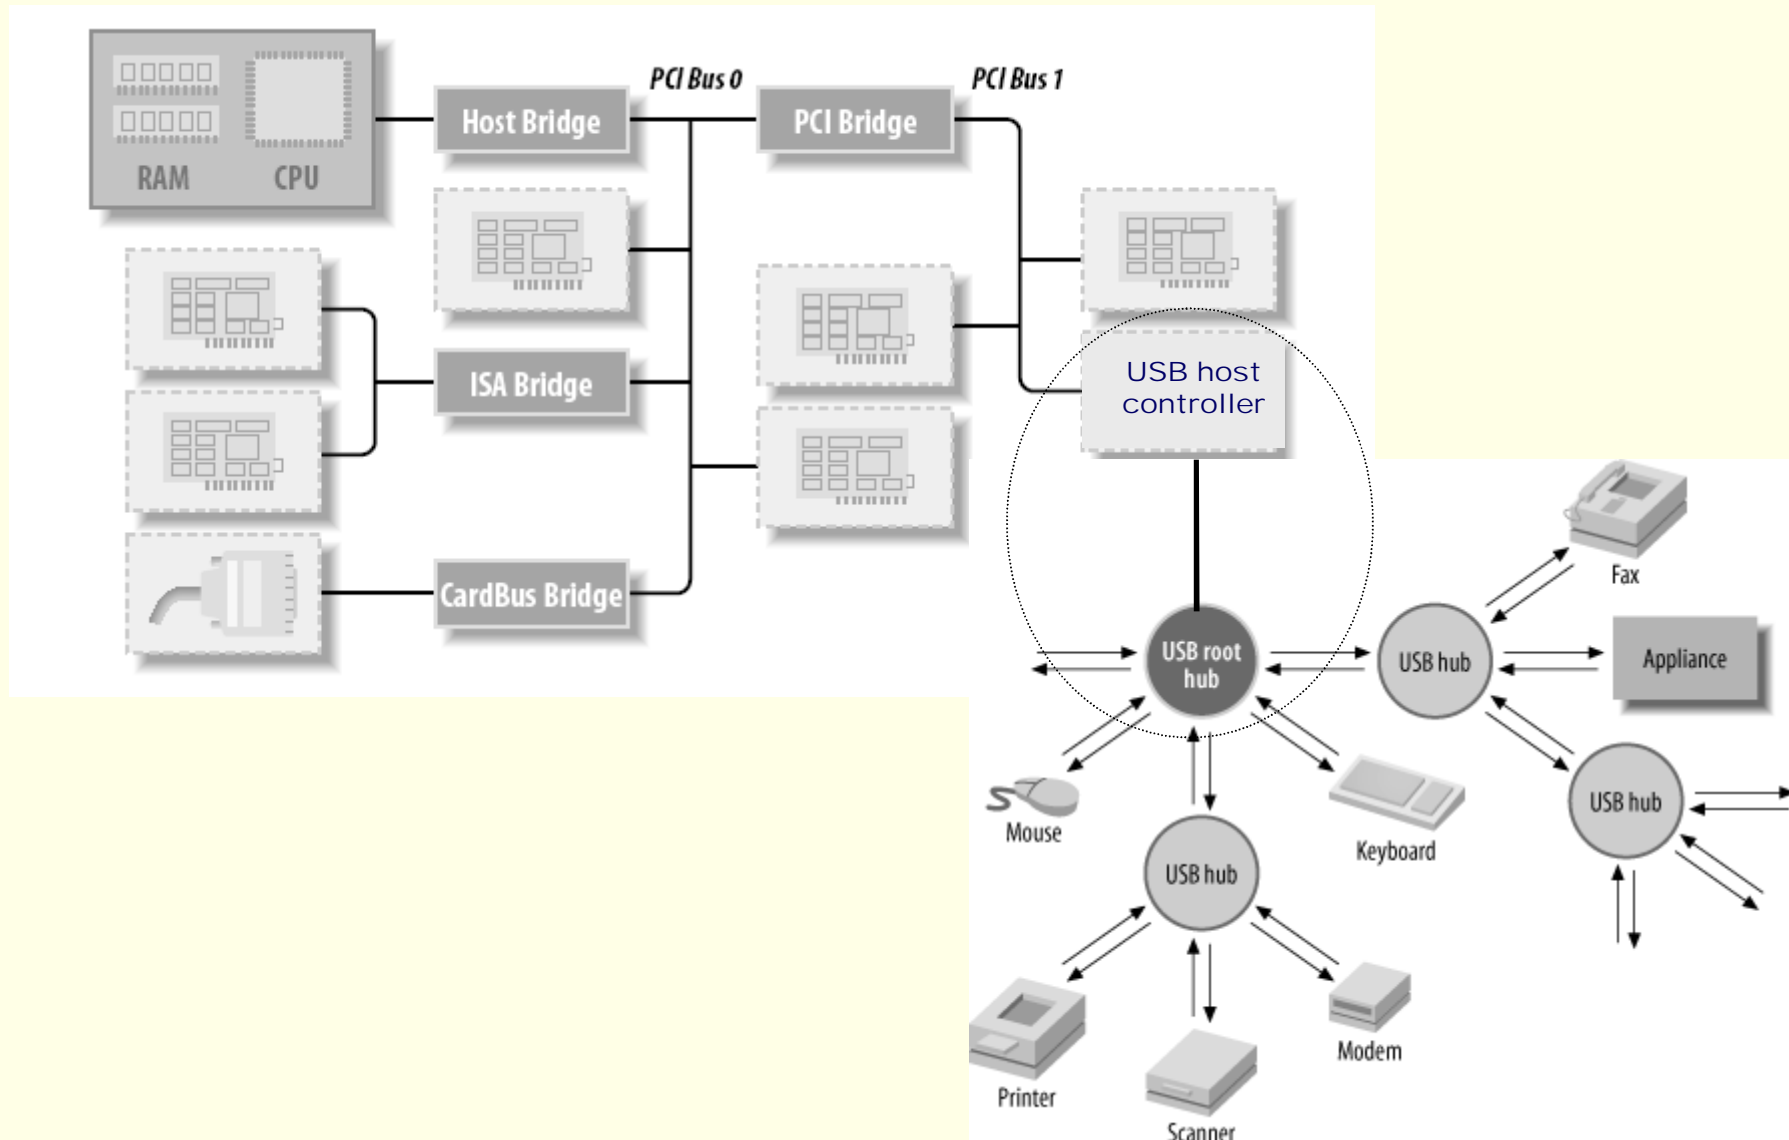 PCI Bus 0
PCI Bus 1
Host Bridge
PCI Bridge
RAM
CPU
USB host
controller
ISA Bridge
CardBus Bridge
Fax
USB root
hub
USB hub
Appliance
Mouse
Keyboard
USB hub
USB hub
Modem
Printer
Scanner